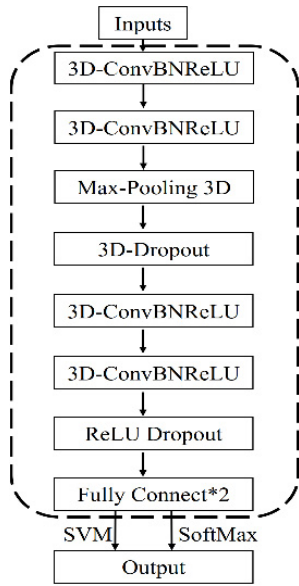 Inputs
3D-ConvBNReLU
3D-ConvBNReLU
Max-Pooling 3D
3D-Dropout
3D-ConvBNReLU
3D-ConvBNReLU
ReLU Dropout
Fully Connect*2
SVM SoftMax
Output